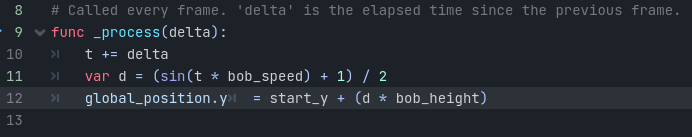 8 # Called every frame. 'delta' is the elapsed time since the previous frame.
9 func _process(delta):
10 t += delta
11 var d = (sin(t * bob_speed) + 1) / 2
12 global_position.y = start_y + (d * bob_height)
13